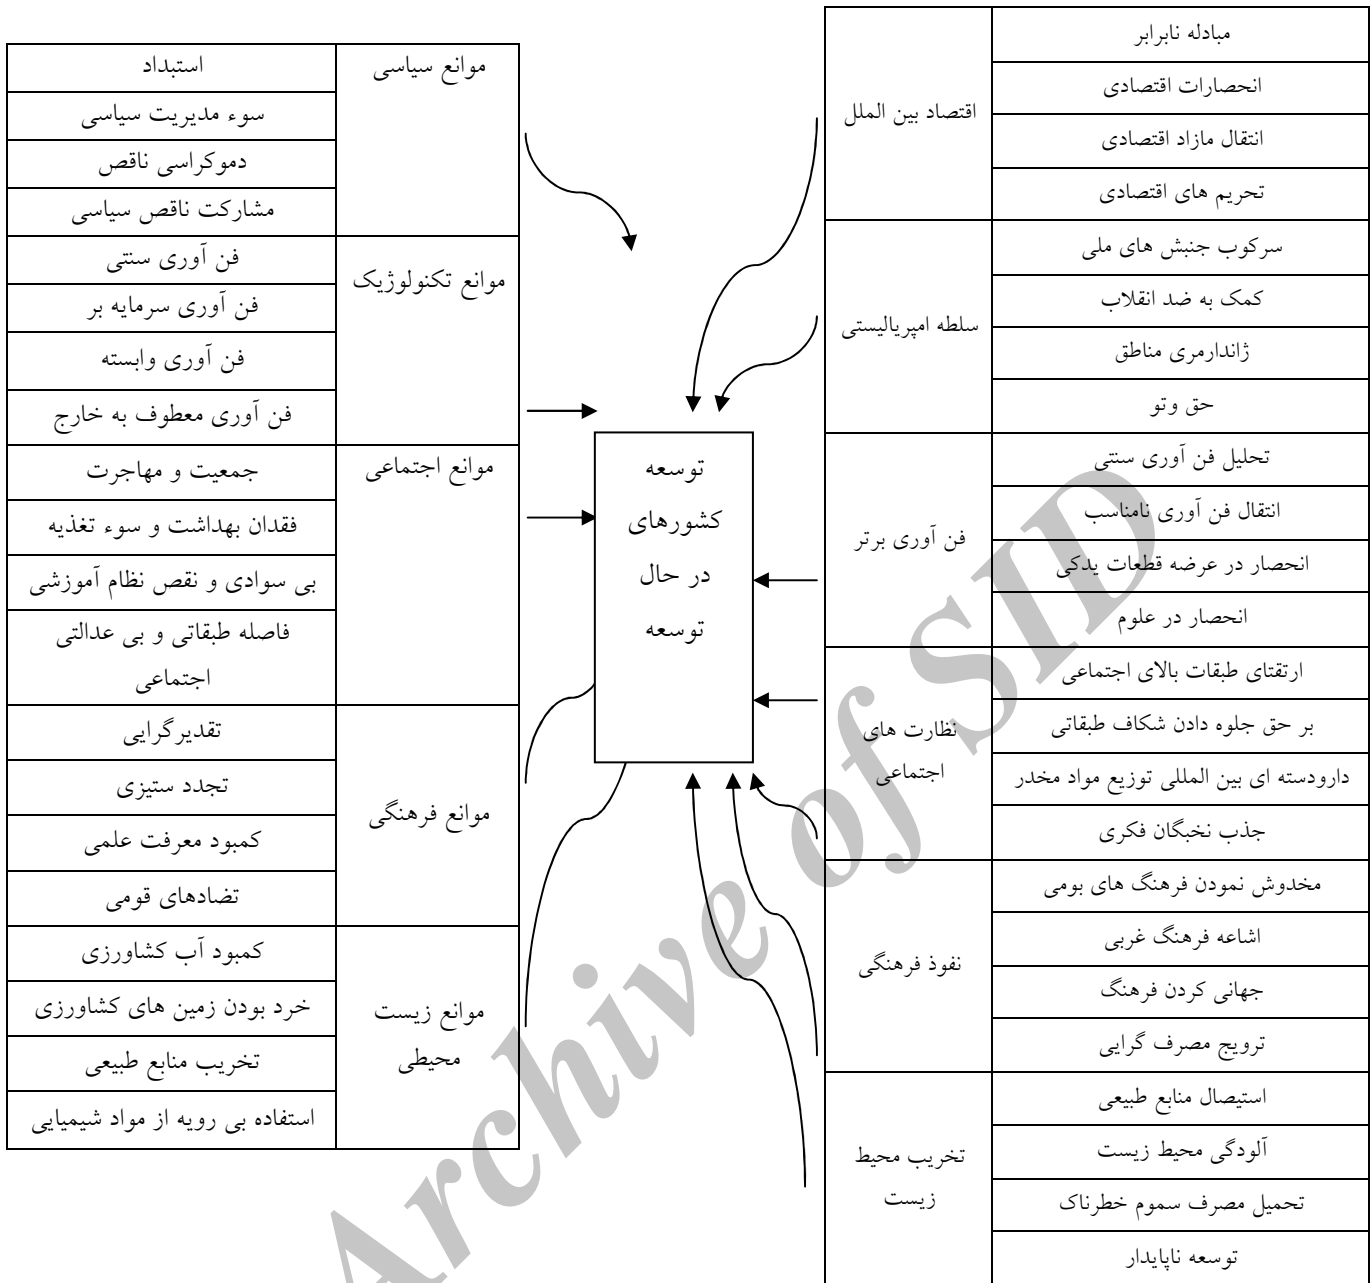 اقتصاد بین الملل
مبادله نابرابر
انحصارات اقتصادی
انتقال مازاد اقتصادی
تحریم های اقتصادی
سلطه امپریالیستی
سرکوب جنبش های ملی
کمک به ضد انقلاب
ژاندارمری مناطق
حق وتو
فن آوری برتر
تحلیل فن آوری سنتی
انتقال فن آوری نامناسب
انحصار در عرضه قطعات یدکی
انحصار در علوم
نظارت های
اجتماعی
ارتقتای طبقات بالای اجتماعی
بر حق جلوه دادن شکاف طبقاتی
دارودسته ای بین المللی توزیع مواد مخدر
جذب نخبگان فکری
نفوذ فرهنگی
مخدوش نمودن فرهنگ های بومی
اشاعه فرهنگ غربی
جهانی کردن فرهنگ
ترویج مصرف گرایی
تخریب محیط
زیست
استیصال منابع طبیعی
آلودگی محیط زیست
تحمیل مصرف سموم خطرناک
توسعه ناپایدار
توسعه
کشورهای
در حال
توسعه
موانع سیاسی
استبداد
سوء مدیریت سیاسی
دموکراسی ناقص
مشارکت ناقص سیاسی
موانع تکنولوژیک
فن آوری سنتی
فن آوری سرمایه بر
فن آوری وابسته
فن آوری معطوف به خارج
موانع اجتماعی
جمعیت و مهاجرت
فقدان بهداشت و سوء تغذیه
بی سوادی و نقص نظام آموزشی
فاصله طبقاتی و بی عدالتی
اجتماعی
موانع فرهنگی
تقدیرگرایی
تجدد ستیزی
کمبود معرفت علمی
تضادهای قومی
موانع زیست
محیطی
کمبود آب کشاورزی
خرد بودن زمین های کشاورزی
تخریب منابع طبیعی
استفاده بی رویه از مواد شیمیایی
Archive of SID